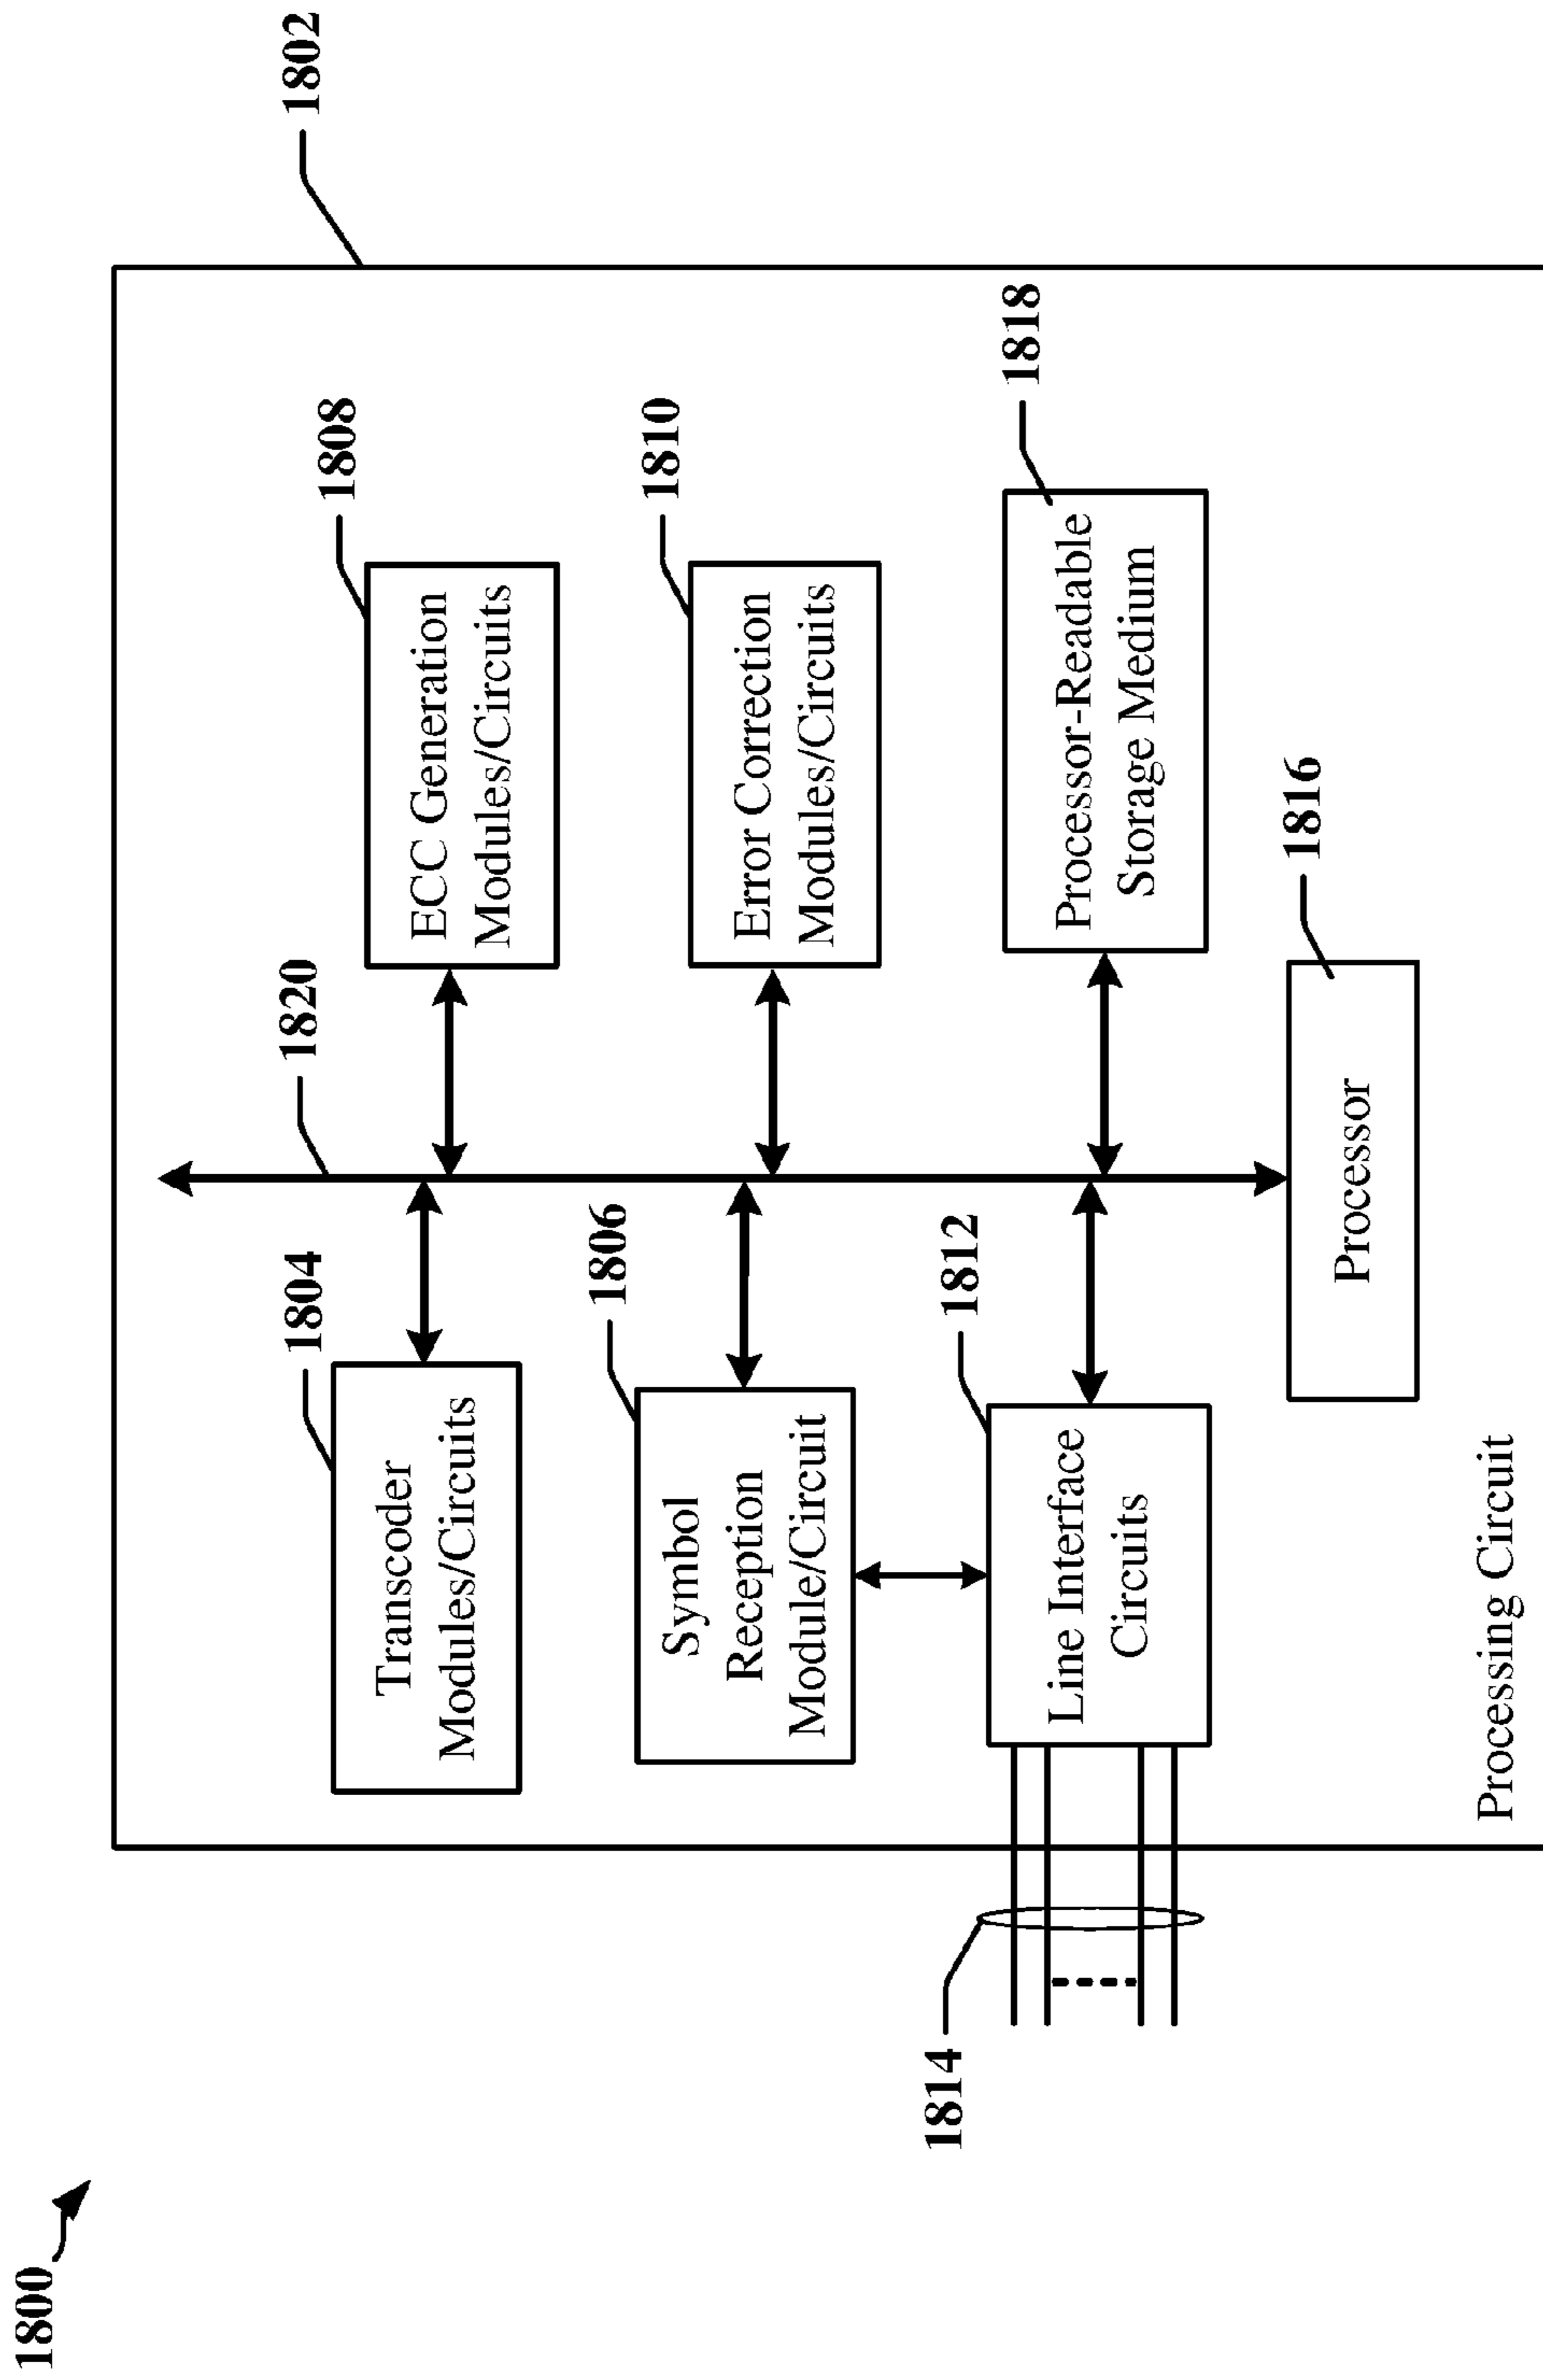 1800
1802
1820
1804
Transcoder
Modules/Circuits
1808
ECC Generation
Modules/Circuits
1806
Symbol
Reception
Module/Circuit
1810
Error Correction
Modules/Circuits
1814
1812
Line Interface
Circuits
1818
Processor-Readable
Storage Medium
1816
Processor
Processing Circuit